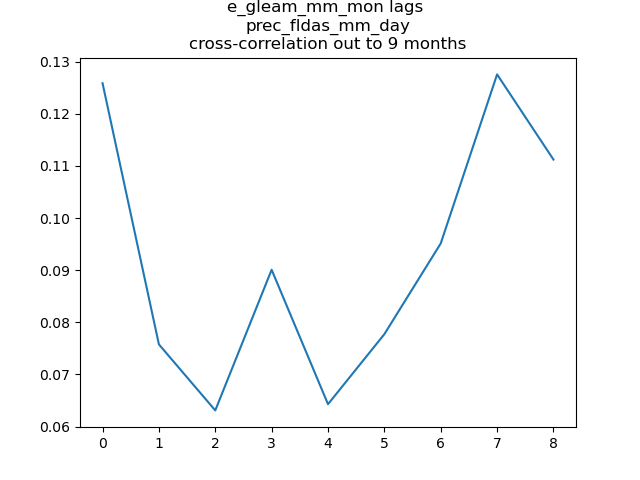 e_gleam_mm_mon lags
prec_fldas_mm_day
cross-correlation out to 9 months
0.13
0.12
0.11
0.10
0.09
0.08
0.07
0.06
0 1 2 3 4 5 6 7 8